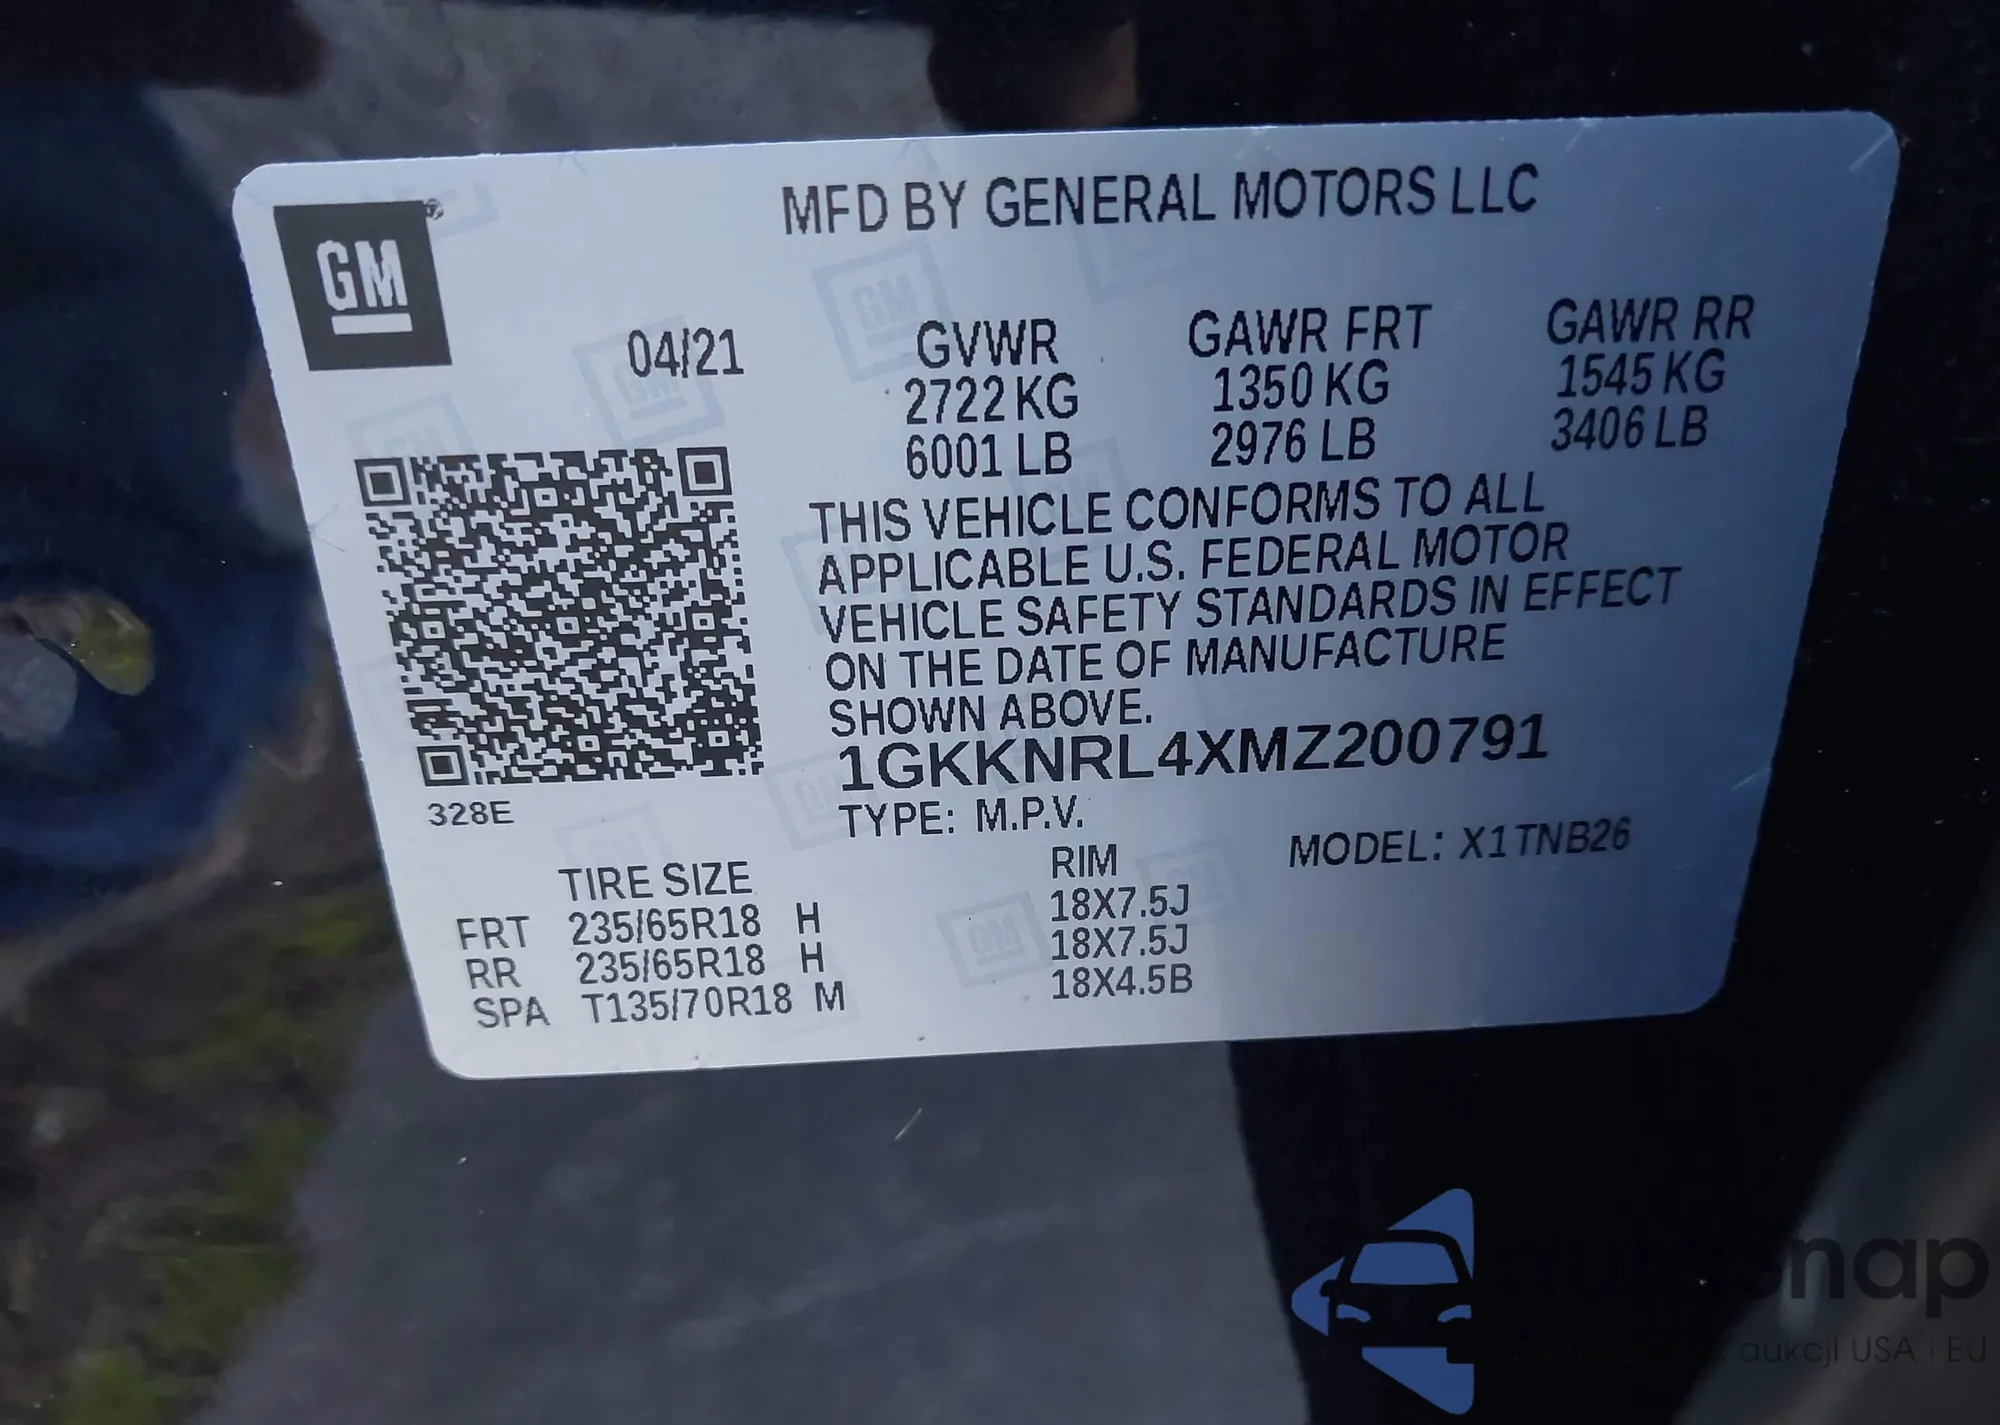 GM
MFD BY GENERAL MOTORS LLC
04/21
GVWR GAWR FRT GAWR RR
2722 KG 1350 KG 1545 KG
6001 LB 2976 LB 3406 LB
THIS VEHICLE CONFORMS TO ALL
APPLICABLE U.S. FEDERAL MOTOR
VEHICLE SAFETY STANDARDS IN EFFECT
ON THE DATE OF MANUFACTURE
SHOWN ABOVE.
1GKKNRL4XMZ200791
328E
TYPE: M.P.V. MODEL: X1TNB26
TIRE SIZE RIM
FRT 235/65R18 H 18X7.5J
RR 235/65R18 H 18X7.5J
SPA T135/70R18 M 18X4.5B
aukcji USA i EU